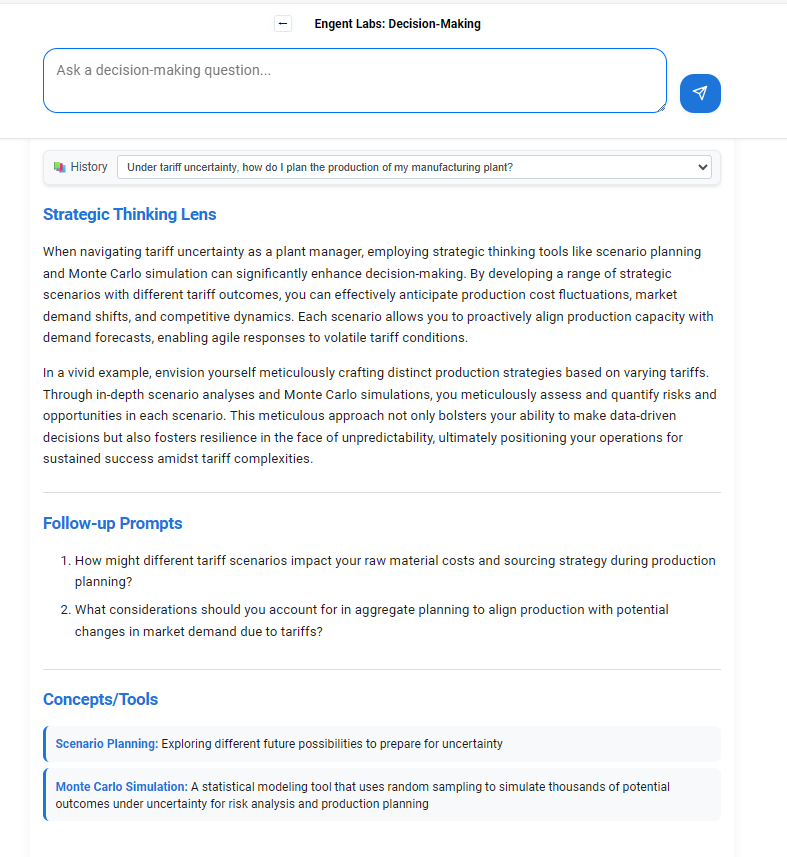 Engent Labs: Decision-Making
Ask a decision-making question...
History
Under tariff uncertainty, how do I plan the production of my manufacturing plant?
Strategic Thinking Lens
When navigating tariff uncertainty as a plant manager, employing strategic thinking tools like scenario planning
and Monte Carlo simulation can significantly enhance decision-making. By developing a range of strategic
scenarios with different tariff outcomes, you can effectively anticipate production cost fluctuations, market
demand shifts, and competitive dynamics. Each scenario allows you to proactively align production capacity with
demand forecasts, enabling agile responses to volatile tariff conditions.
In a vivid example, envision yourself meticulously crafting distinct production strategies based on varying tariffs.
Through in-depth scenario analyses and Monte Carlo simulations, you meticulously assess and quantify risks and
opportunities in each scenario. This meticulous approach not only bolsters your ability to make data-driven
decisions but also fosters resilience in the face of unpredictability, ultimately positioning your operations for
sustained success amidst tariff complexities.
Follow-up Prompts
1. How might different tariff scenarios impact your raw material costs and sourcing strategy during production
planning?
2. What considerations should you account for in aggregate planning to align production with potential
changes in market demand due to tariffs?
Concepts/Tools
Scenario Planning: Exploring different future possibilities to prepare for uncertainty
Monte Carlo Simulation: A statistical modeling tool that uses random sampling to simulate thousands of potential
outcomes under uncertainty for risk analysis and production planning